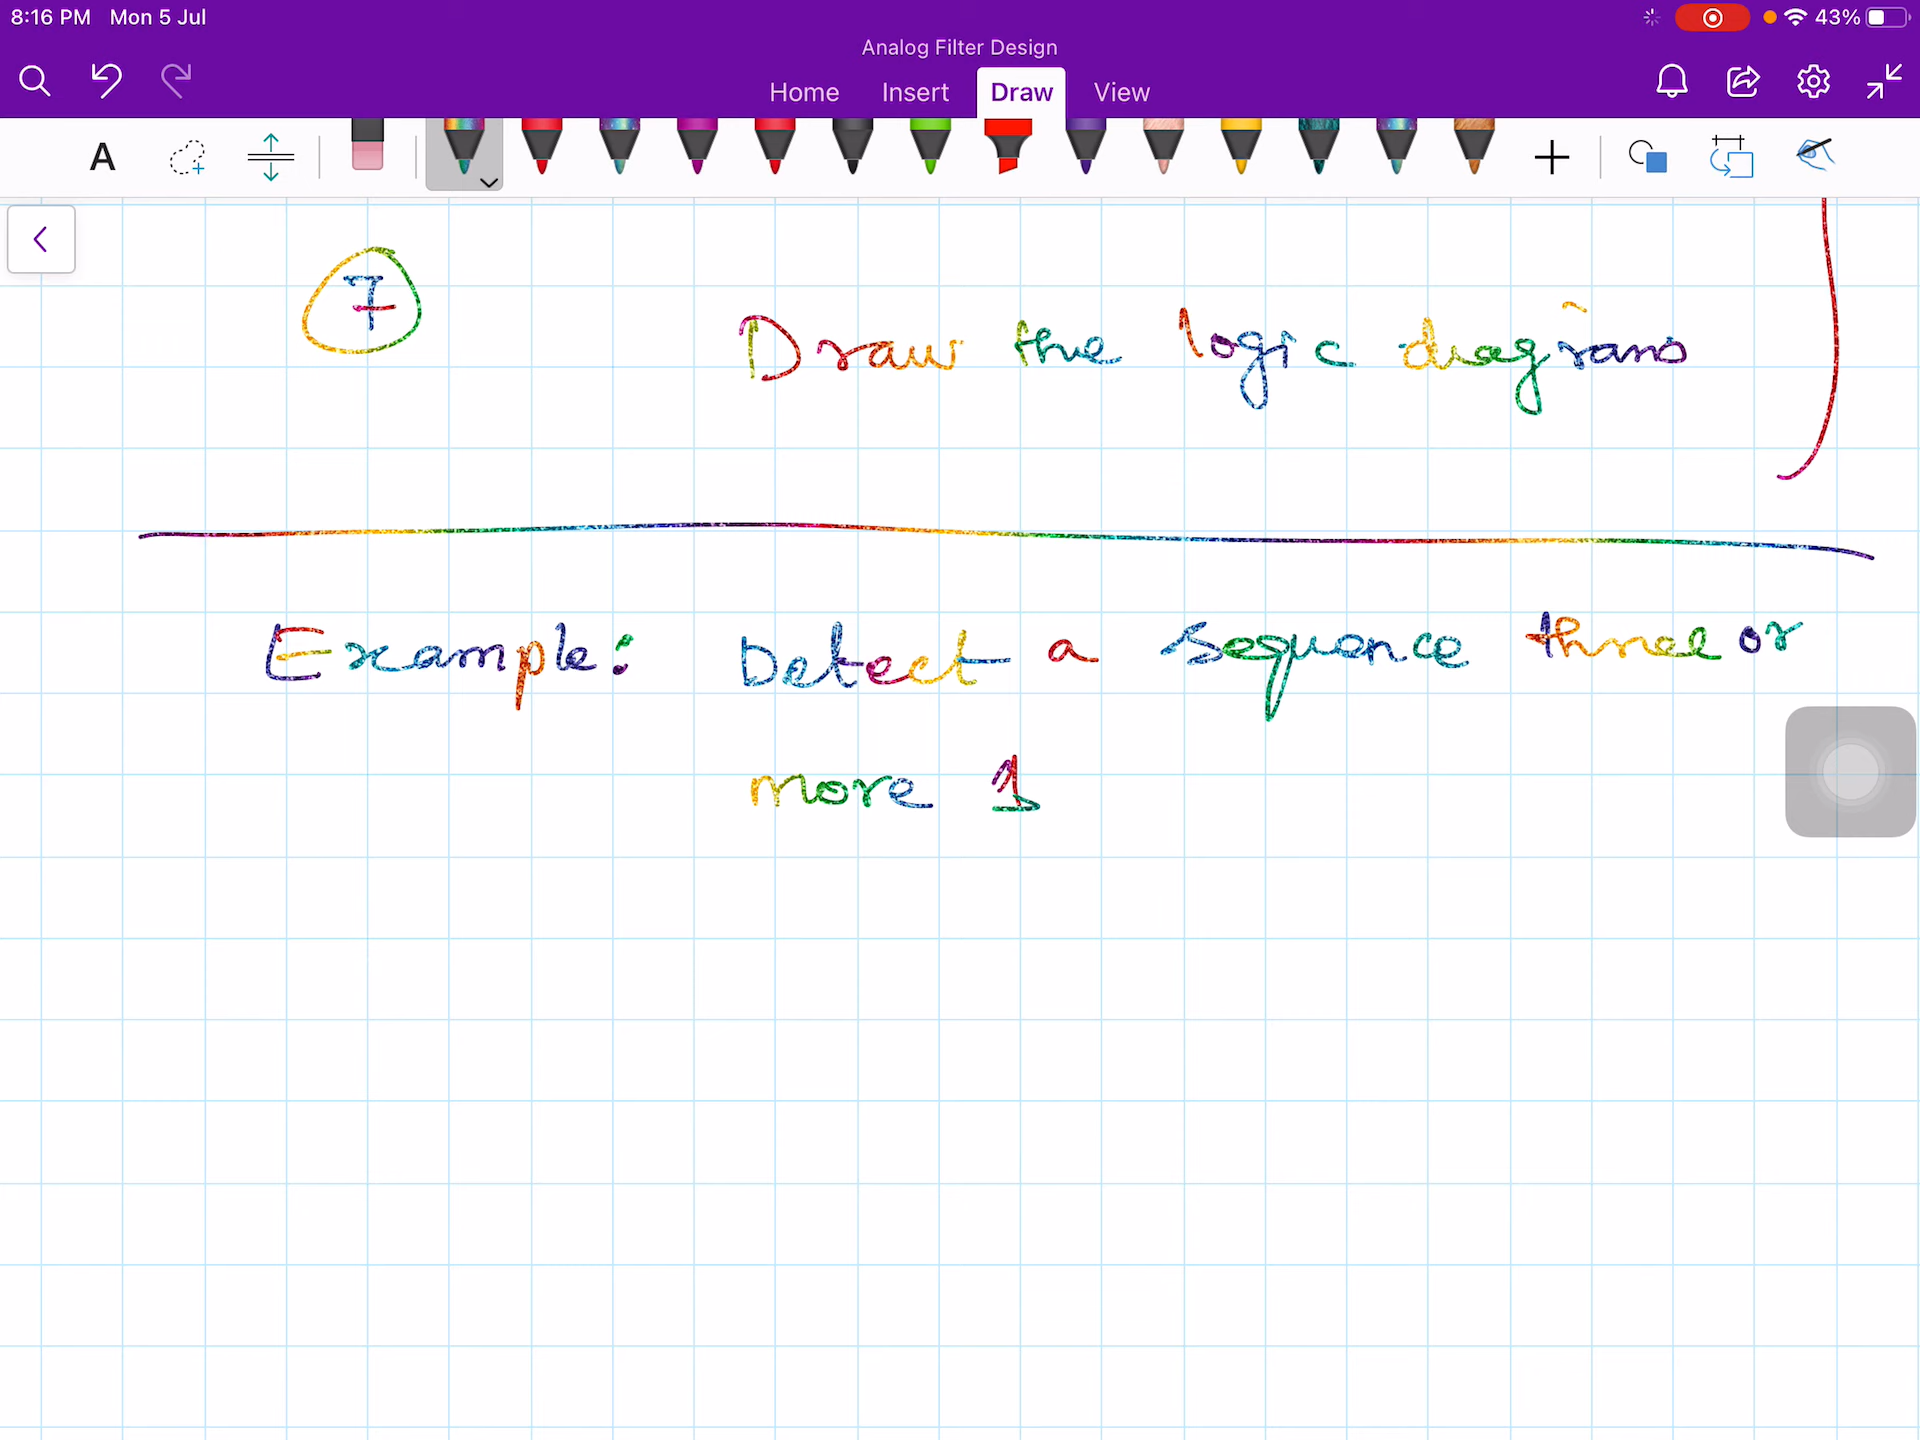 8:16 PM Mon 5 Jul
43%
Analog Filter Design
Home Insert Draw View
A
7
Draw the logic diagrams
Example: Detect a sequence three or
more 1